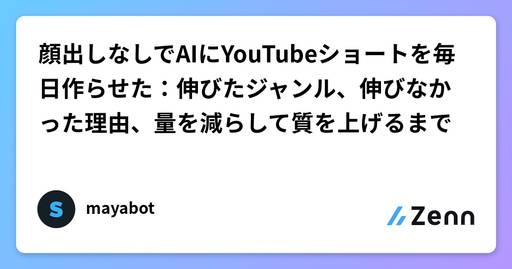 顔出しなしでAIにYouTubeショートを毎
日作らせた：伸びたジャンル、伸びなか
った理由、量を減らして質を上げるまで
S mayabot
Zenn